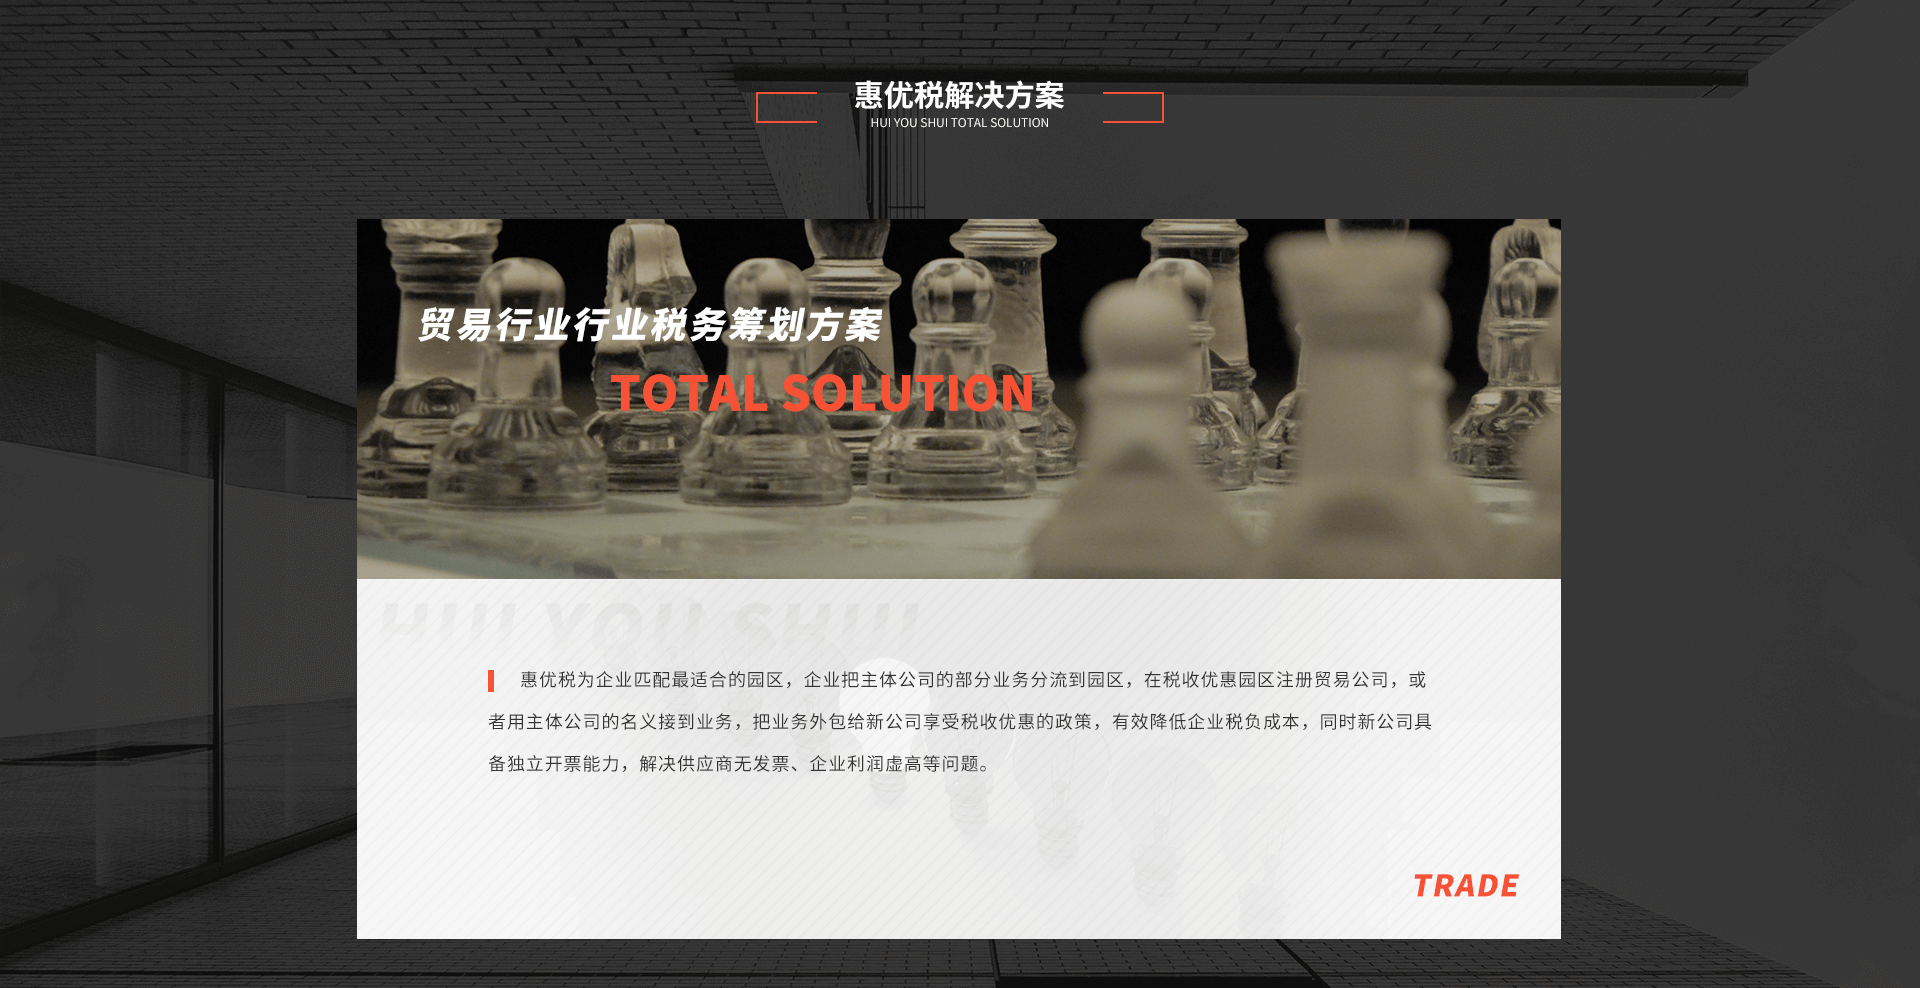 惠优税解决方案
HUI YOU SHUI TOTAL SOLUTION
贸易行业行业税务筹划方案
TOTAL SOLUTION
HUI YOU SHUI
惠优税为企业匹配最适合的园区，企业把主体公司的部分业务分流到园区，在税收优惠园区注册贸易公司，或
者用主体公司的名义接到业务，把业务外包给新公司享受税收优惠的政策，有效降低企业税负成本，同时新公司具
备独立开票能力，解决供应商无发票、企业利润虚高等问题。
TRADE